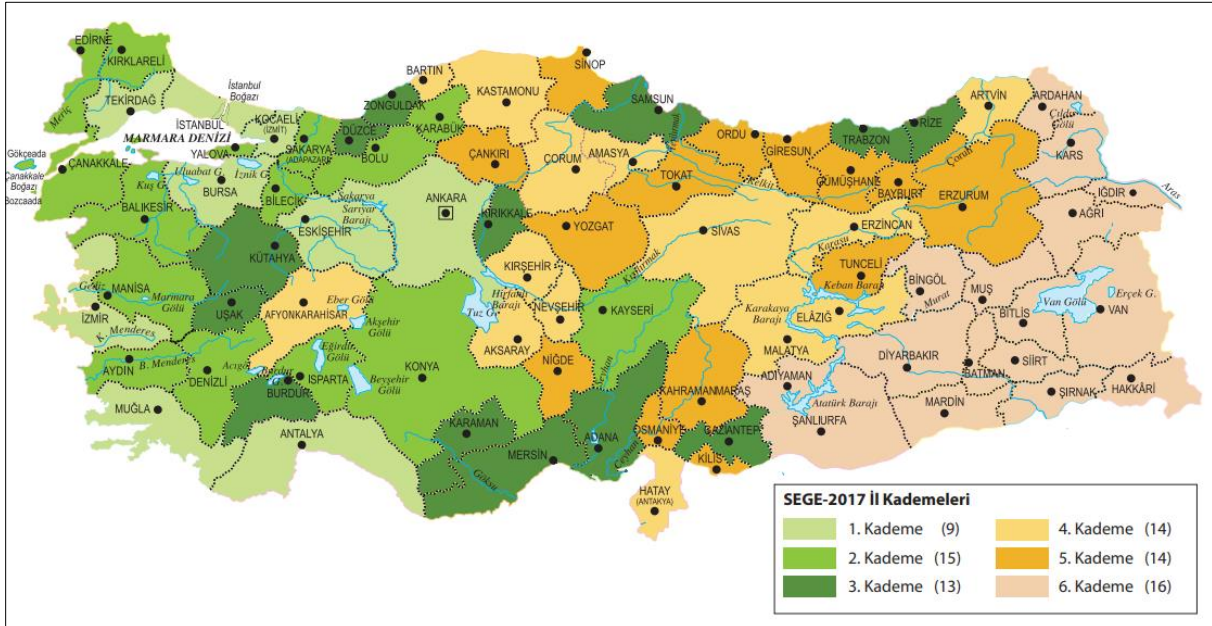 EDİRNE
KIRKLARELİ
TEKİRDAĞ
İstanbul
Boğazı
Meriç
İSTANBUL
MARMARA DENİZİ
KOCAELİ
(İZMİT)
YALOVA
SAKARYA
(ADAPAZARI)
DÜZCE
BOLU
ZONGULDAK
BARTIN
KARABÜK
KASTAMONU
SİNOP
SAMSUN
ÇANKIRI
ÇORUM
AMASYA
TOKAT
ORDU
GİRESUN
TRABZON
RİZE
ARTVİN
ARDAHAN
Çıldır
Gölü
KARS
Çoruh
Kelkit
GÜMÜŞHANE
BAYBURT
ERZURUM
IĞDIR
Aras
AĞRI
Gökçeada
Çanakkale
Boğazı
Bozcaada
ÇANAKKALE
Kuş G.
Uluabat G.
İznik G.
BURSA
BİLECİK
BALIKESİR
Sakarya
Sarıyar
Barajı
ANKARA
KIRIKKALE
ESKİŞEHİR
KÜTAHYA
YOZGAT
SİVAS
Kızılırmak
ERZİNCAN
Karasu
TUNCELİ
Keban Barajı
BİNGÖL
Murat
MUŞ
BİTLİS
Van Gölü
Erçek G.
VAN
KIRŞEHİR
Hirfanlı
Barajı
NEVŞEHİR
Tuz G.
KAYSERİ
Karakaya
Barajı
ELÂZIĞ
MALATYA
Gediz
MANİSA
Marmara
Gölü
UŞAK
AFYONKARAHİSAR
Eber Gölü
Akşehir
Gölü
İZMİR
K. Menderes
AYDIN
B. Menderes
DENİZLİ
Acıgöl
Burdur
G.
BURDUR
ISPARTA
Eğirdir
Gölü
Beyşehir
Gölü
KONYA
AKSARAY
NİĞDE
Seyhan
KAHRAMANMARAŞ
ADIYAMAN
Atatürk Barajı
DİYARBAKIR
BATMAN
SİİRT
ŞIRNAK
HAKKÂRİ
MARDİN
ŞANLIURFA
MUĞLA
ANTALYA
KARAMAN
Göksu
MERSİN
ADANA
Ceyhan
OSMANİYE
GAZİANTEP
KİLİS
HATAY
(ANTAKYA)
SEGE-2017 İl Kademeleri
1. Kademe (9)
2. Kademe (15)
3. Kademe (13)
4. Kademe (14)
5. Kademe (14)
6. Kademe (16)